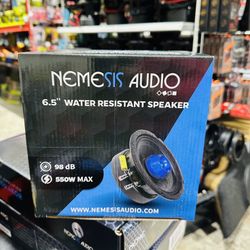 NEMESIS AUDIO
6.5" WATER RESISTANT SPEAKER
98 dB
550W MAX
WWW.NEMESISAUDIO.COM